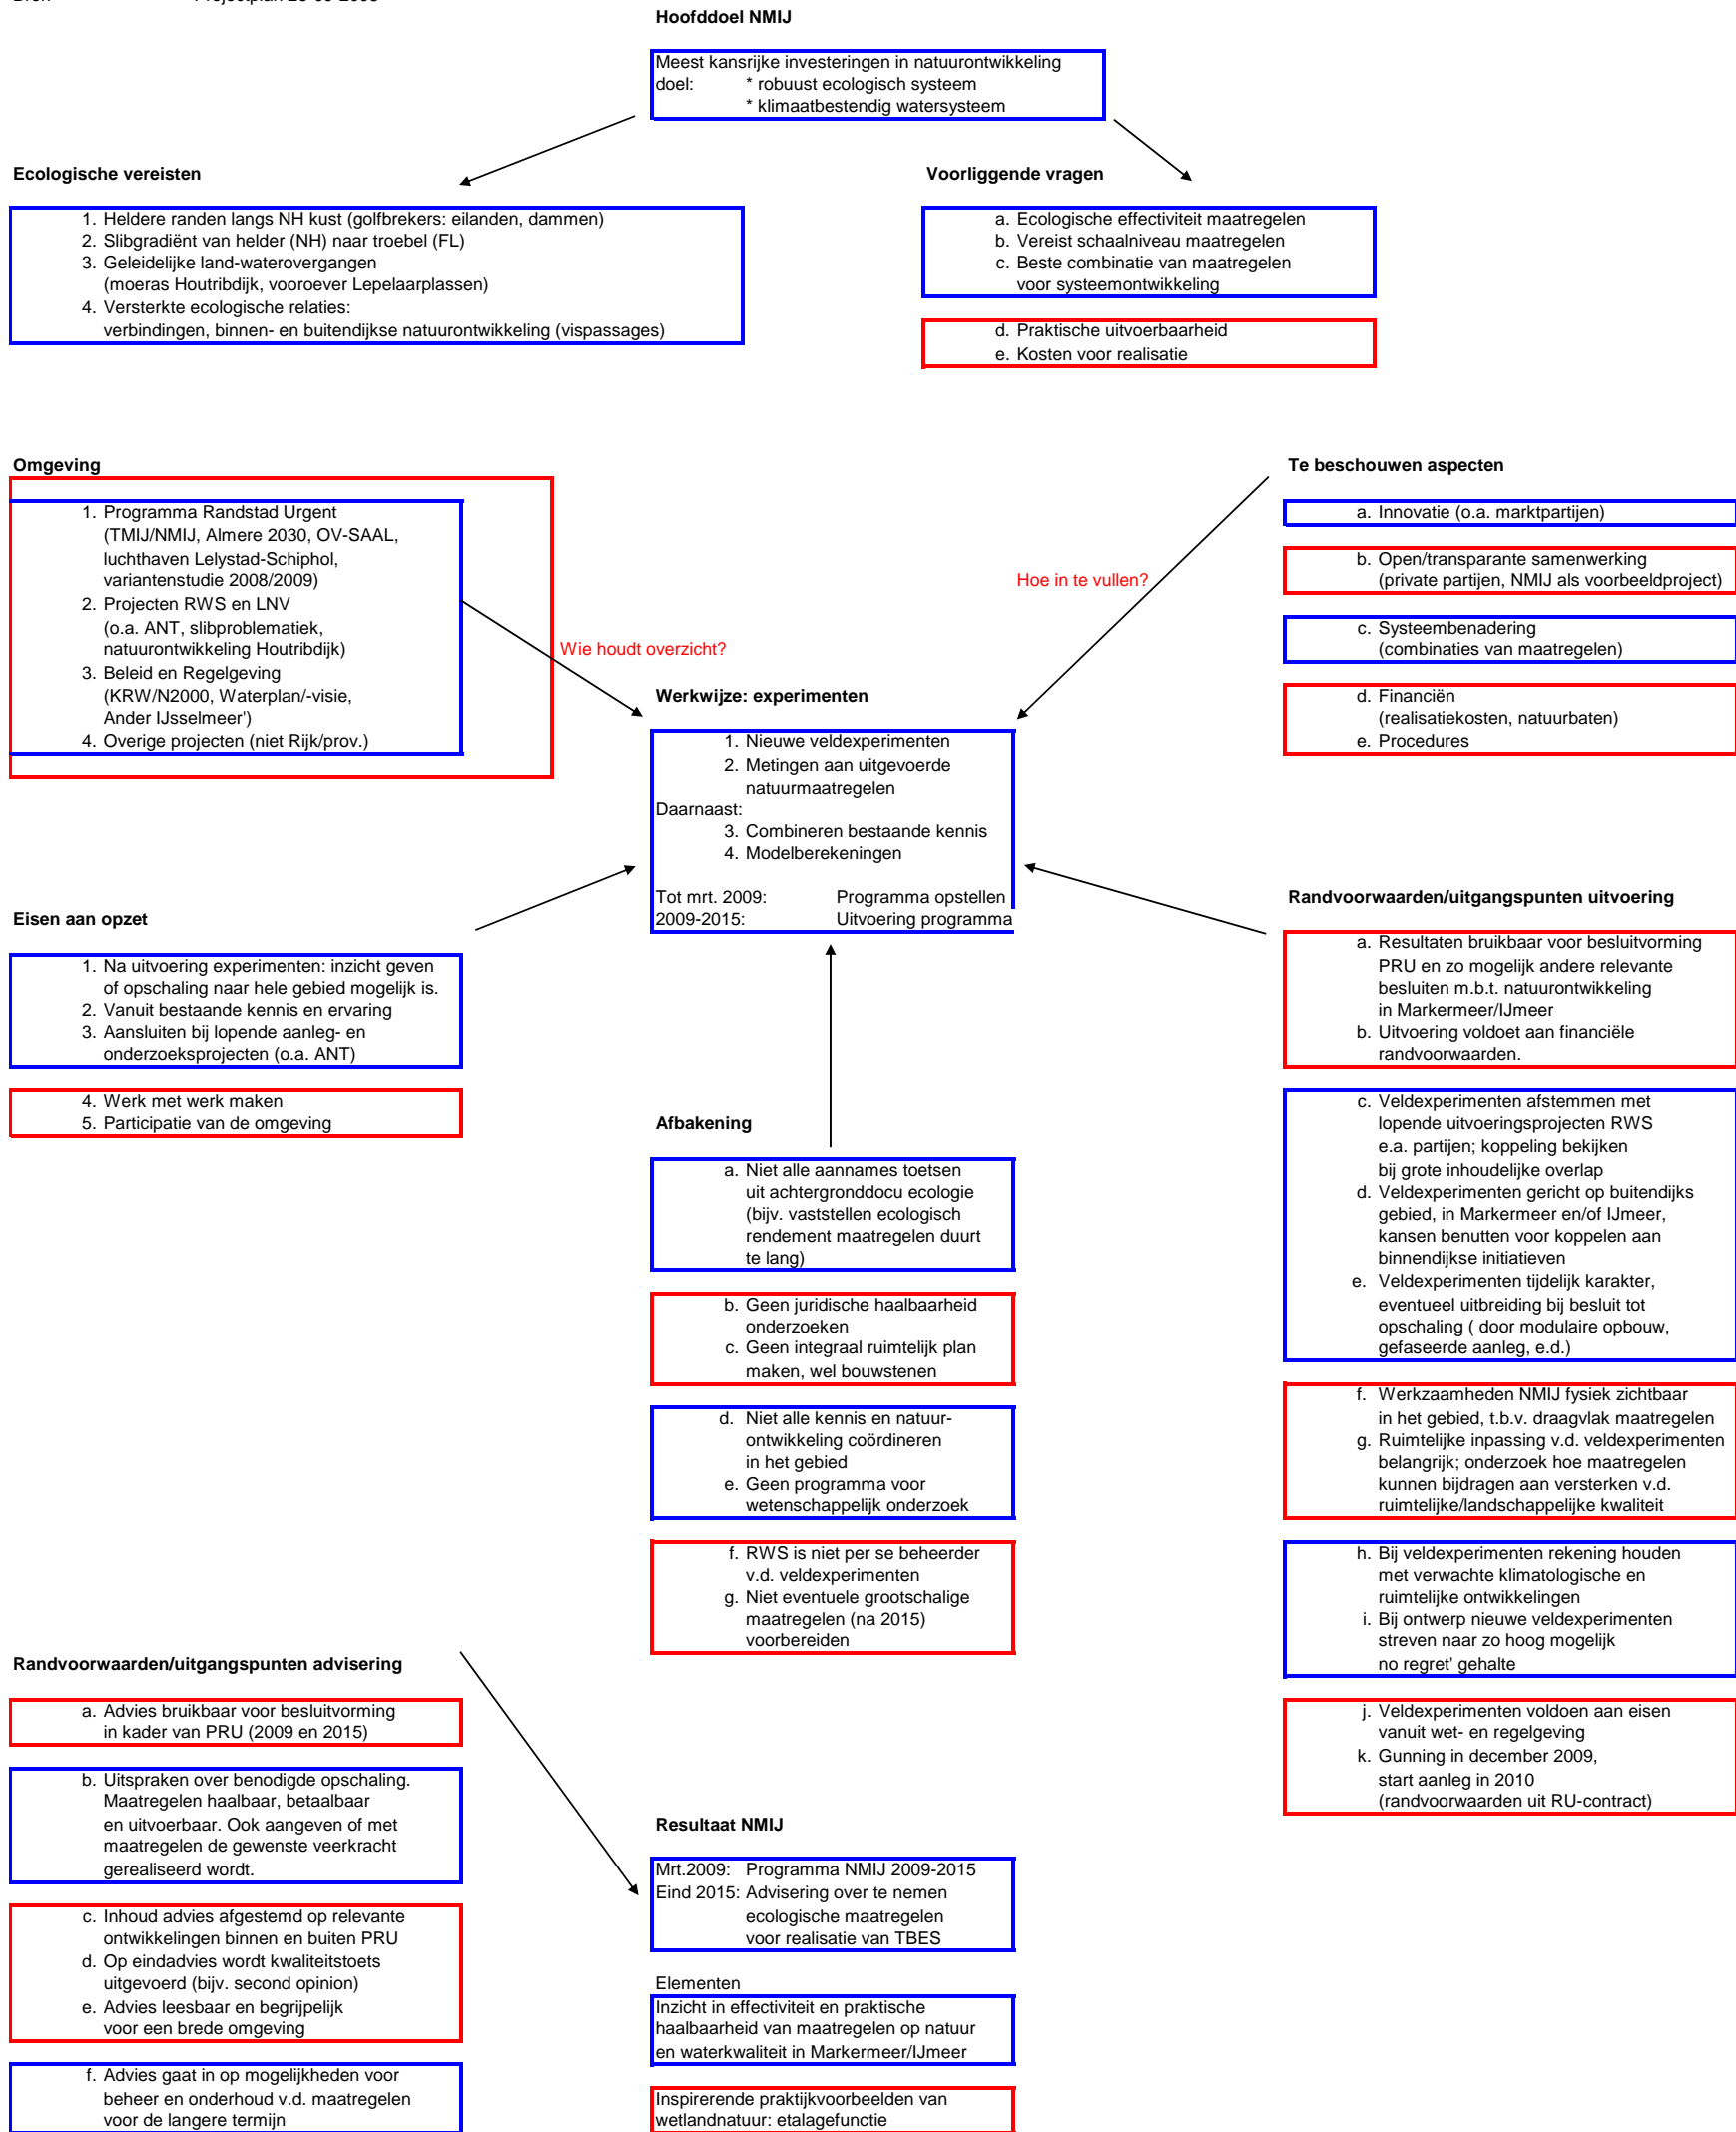 Hoofddoel NMIJ
Meest kansrijke investeringen in natuurontwikkeling
doel: * robuust ecologisch systeem
* klimaatbestendig watersysteem
Ecologische vereisten
1. Heldere randen langs NH kust (golfbrekers: eilanden, dammen)
2. Slibgradiënt van helder (NH) naar troebel (FL)
3. Geleidelijke land-waterovergangen
(moeras Houtribdijk, vooroever Lepelaarplassen)
4. Versterkte ecologische relaties:
verbindingen, binnen- en buitendijkse natuurontwikkeling (vispassages)
Voorliggende vragen
a. Ecologische effectiviteit maatregelen
b. Vereist schaalniveau maatregelen
c. Beste combinatie van maatregelen
voor systeemontwikkeling
d. Praktische uitvoerbaarheid
e. Kosten voor realisatie
Omgeving
1. Programma Randstad Urgent
(TMIJ/NMIJ, Almere 2030, OV-SAAL,
luchthaven Lelystad-Schiphol,
variantenstudie 2008/2009)
2. Projecten RWS en LNV
(o.a. ANT, slibproblematiek,
natuurontwikkeling Houtribdijk)
3. Beleid en Regelgeving
(KRW/N2000, Waterplan/-visie,
Ander IJsselmeer')
4. Overige projecten (niet Rijk/prov.)
Wie houdt overzicht?
Hoe in te vullen?
Te beschouwen aspecten
a. Innovatie (o.a. marktpartijen)
b. Open/transparante samenwerking
(private partijen, NMIJ als voorbeeldproject)
c. Systeembenadering
(combinaties van maatregelen)
d. Financiën
(realisatiekosten, natuurbaten)
e. Procedures
Werkwijze: experimenten
1. Nieuwe veldexperimenten
2. Metingen aan uitgevoerde
natuurmaatregelen
Daarnaast:
3. Combineren bestaande kennis
4. Modelberekeningen
Tot mrt. 2009: Programma opstellen
2009-2015: Uitvoering programma
Eisen aan opzet
1. Na uitvoering experimenten: inzicht geven
of opschaling naar hele gebied mogelijk is.
2. Vanuit bestaande kennis en ervaring
3. Aansluiten bij lopende aanleg- en
onderzoeksprojecten (o.a. ANT)
4. Werk met werk maken
5. Participatie van de omgeving
Afbakening
a. Niet alle aannames toetsen
uit achtergronddocu ecologie
(bijv. vaststellen ecologisch
rendement maatregelen duurt
te lang)
b. Geen juridische haalbaarheid
onderzoeken
c. Geen integraal ruimtelijk plan
maken, wel bouwstenen
d. Niet alle kennis en natuur-
ontwikkeling coördineren
in het gebied
e. Geen programma voor
wetenschappelijk onderzoek
f. RWS is niet per se beheerder
v.d. veldexperimenten
g. Niet eventuele grootschalige
maatregelen (na 2015)
voorbereiden
Randvoorwaarden/uitgangspunten uitvoering
a. Resultaten bruikbaar voor besluitvorming
PRU en zo mogelijk andere relevante
besluiten m.b.t. natuurontwikkeling
in Markermeer/IJmeer
b. Uitvoering voldoet aan financiële
randvoorwaarden.
c. Veldexperimenten afstemmen met
lopende uitvoeringsprojecten RWS
e.a. partijen; koppeling bekijken
bij grote inhoudelijke overlap
d. Veldexperimenten gericht op buitendijks
gebied, in Markermeer en/of IJmeer,
kansen benutten voor koppelen aan
binnendijkse initiatieven
e. Veldexperimenten tijdelijk karakter,
eventueel uitbreiding bij besluit tot
opschaling ( door modulaire opbouw,
gefaseerde aanleg, e.d.)
f. Werkzaamheden NMIJ fysiek zichtbaar
in het gebied, t.b.v. draagvlak maatregelen
g. Ruimtelijke inpassing v.d. veldexperimenten
belangrijk; onderzoek hoe maatregelen
kunnen bijdragen aan versterken v.d.
ruimtelijke/landschappelijke kwaliteit
h. Bij veldexperimenten rekening houden
met verwachte klimatologische en
ruimtelijke ontwikkelingen
i. Bij ontwerp nieuwe veldexperimenten
streven naar zo hoog mogelijk
no regret' gehalte
j. Veldexperimenten voldoen aan eisen
vanuit wet- en regelgeving
k. Gunning in december 2009,
start aanleg in 2010
(randvoorwaarden uit RU-contract)
Randvoorwaarden/uitgangspunten advisering
a. Advies bruikbaar voor besluitvorming
in kader van PRU (2009 en 2015)
b. Uitspraken over benodigde opschaling.
Maatregelen haalbaar, betaalbaar
en uitvoerbaar. Ook aangeven of met
maatregelen de gewenste veerkracht
gerealiseerd wordt.
c. Inhoud advies afgestemd op relevante
ontwikkelingen binnen en buiten PRU
d. Op eindadvies wordt kwaliteitstoets
uitgevoerd (bijv. second opinion)
e. Advies leesbaar en begrijpelijk
voor een brede omgeving
f. Advies gaat in op mogelijkheden voor
beheer en onderhoud v.d. maatregelen
voor de langere termijn
Resultaat NMIJ
Mrt.2009: Programma NMIJ 2009-2015
Eind 2015: Advisering over te nemen
ecologische maatregelen
voor realisatie van TBES
Elementen
Inzicht in effectiviteit en praktische
haalbaarheid van maatregelen op natuur
en waterkwaliteit in Markermeer/IJmeer
Inspirerende praktijkvoorbeelden van
wetlandnatuur: etalagefunctie